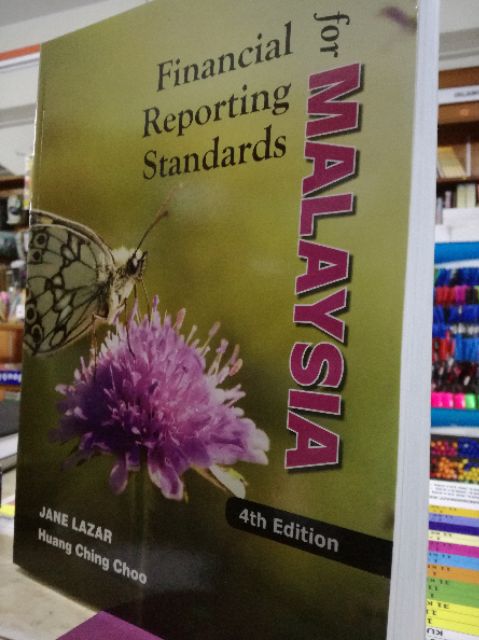 Financial
Reporting
Standards
for
MALAYSIA
4th Edition
JANE LAZAR
Huang Ching Choo